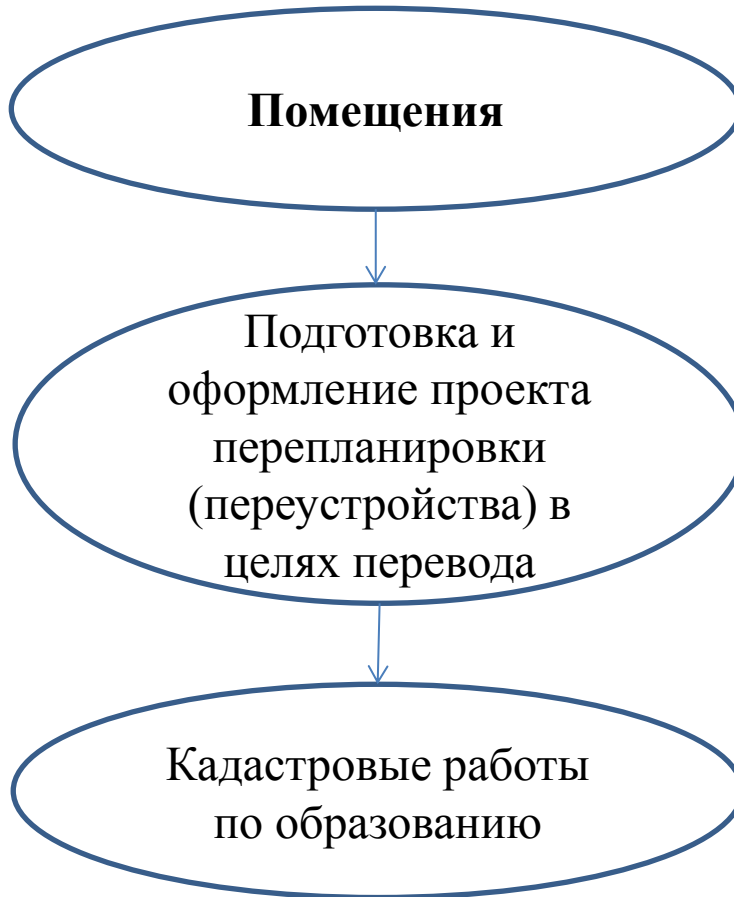 Помещения
Подготовка и
оформление проекта
перепланировки
(переустройства) в
целях перевода
Кадастровые работы
по образованию